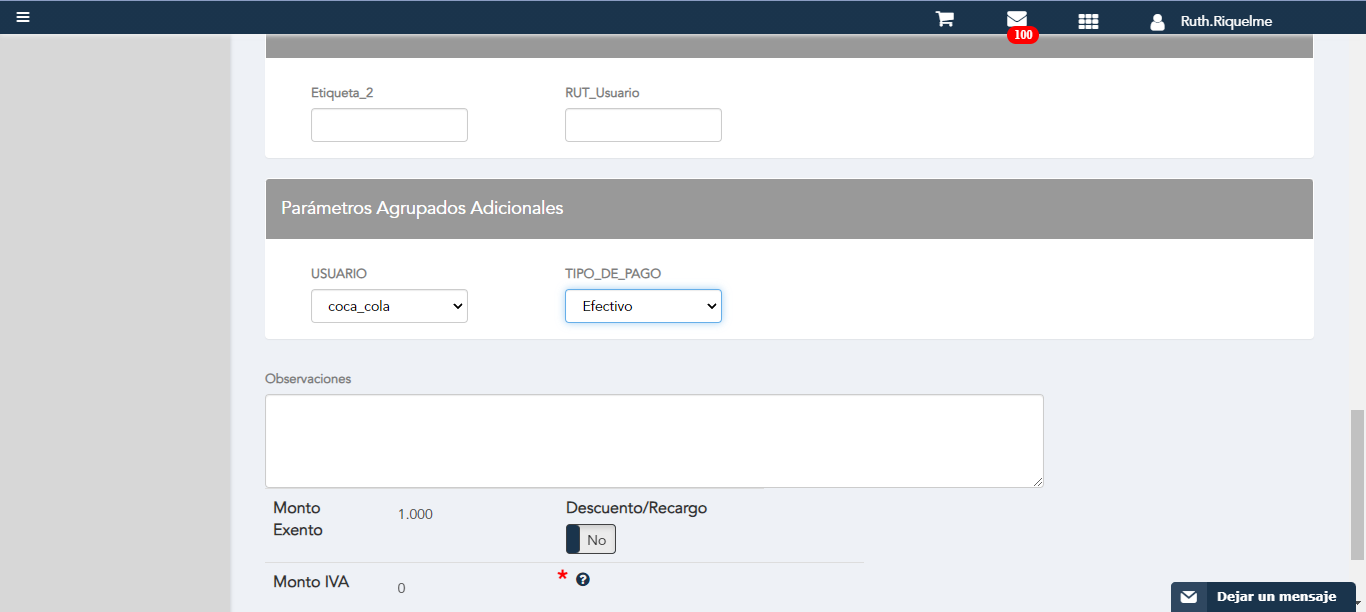 Ruth.Riquelme
100
Etiqueta_2 RUT_Usuario
Parámetros Agrupados Adicionales
USUARIO TIPO_DE_PAGO
coca_cola Efectivo
Observaciones
Monto Exento 1.000 Descuento/Recargo
No
Monto IVA 0 * ?
Dejar un mensaje